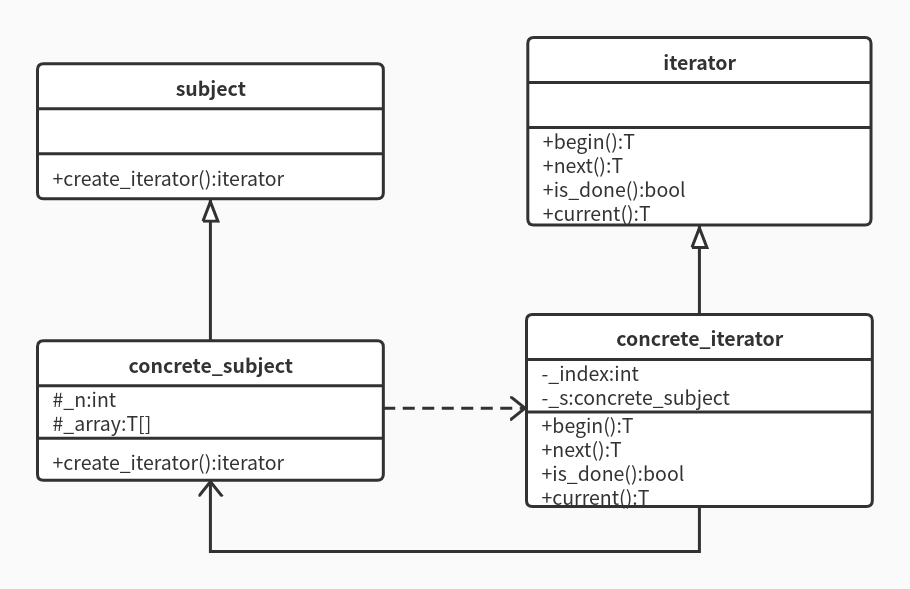 subject
+create_iterator():iterator
iterator
+begin():T
+next():T
+is_done():bool
+current():T
concrete_subject
#_n:int
#_array:T[]
+create_iterator():iterator
concrete_iterator
-_index:int
-_s:concrete_subject
+begin():T
+next():T
+is_done():bool
+current():T